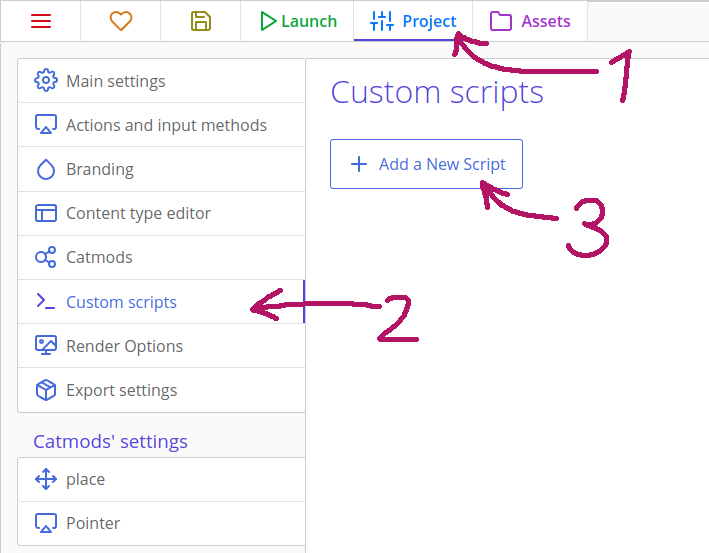 Launch Project Assets
1
Main settings
Custom scripts
Actions and input methods
Branding
Add a New Script
Content type editor
3
Catmods
Custom scripts
2
Render Options
Export settings
Catmods' settings
place
Pointer